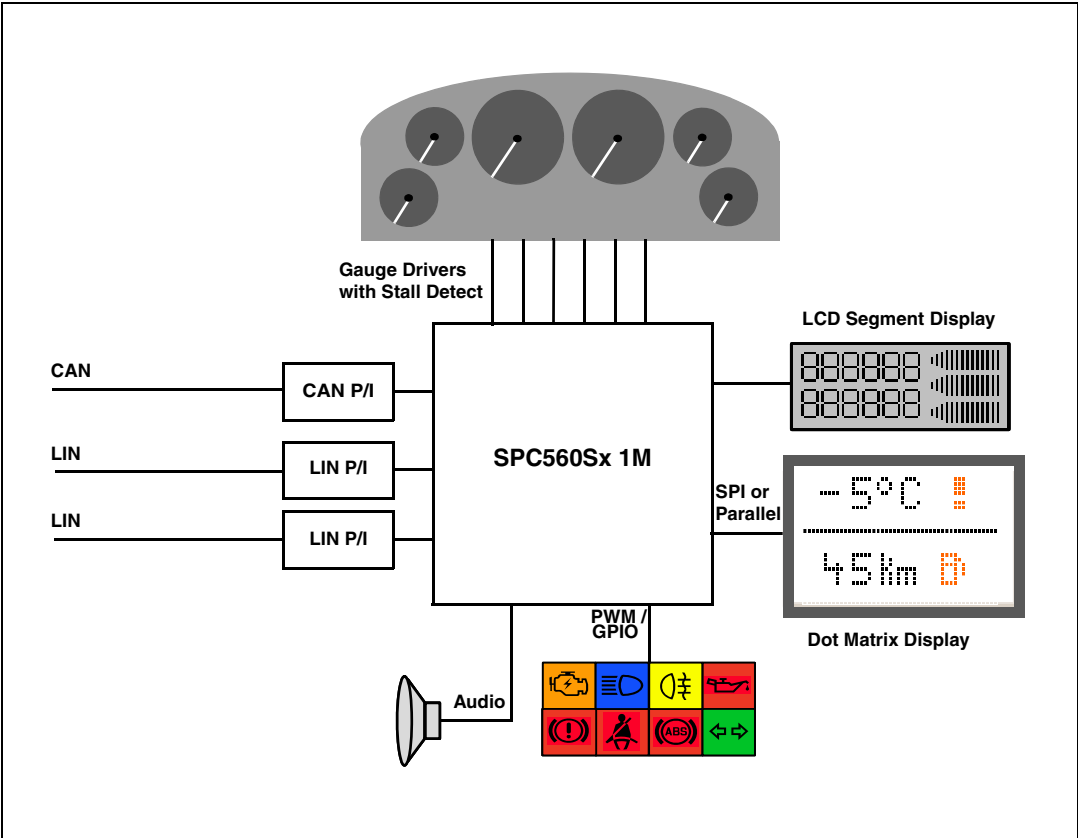 Gauge Drivers
with Stall Detect
LCD Segment Display
CAN
CAN P/I
LIN
LIN P/I
SPC560Sx 1M
SPI or
Parallel
-5°C !
45hm D
LIN
LIN P/I
PWM /
GPIO
Dot Matrix Display
Audio
ABS